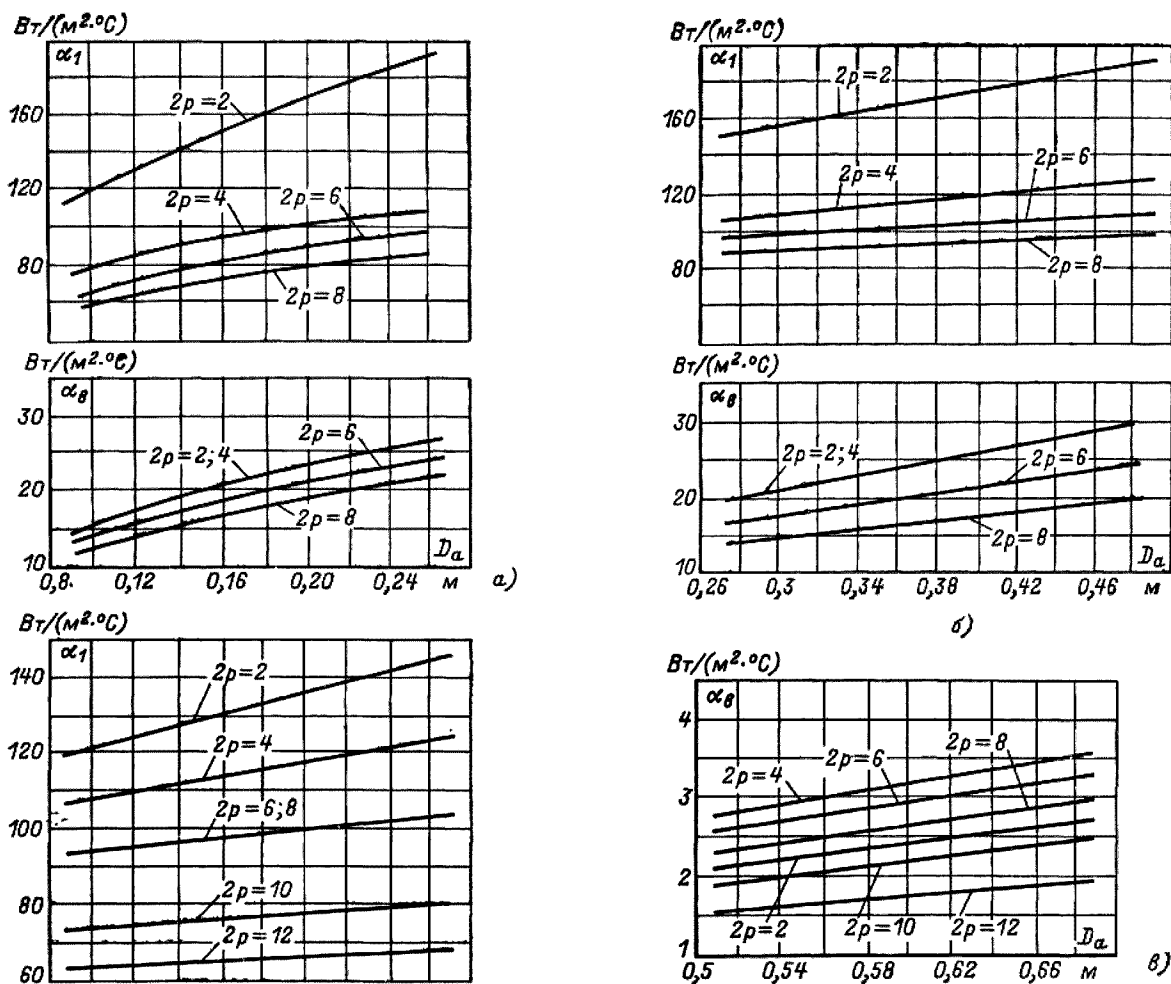 Вт/(м²·°C)
α₁
160
120
80
2p=2
2p=4
2p=6
2p=8
Вт/(м²·°C)
α₁
160
120
80
2p=2
2p=4
2p=6
2p=8
Вт/(м²·°C)
αв
30
20
10
2p=2;4
2p=6
2p=8
Dа
0,8
0,12
0,16
0,20
0,24
м
а)
Вт/(м²·°C)
αв
30
20
10
2p=2;4
2p=6
2p=8
Dа
0,26
0,3
0,34
0,38
0,42
0,46
м
б)
Вт/(м²·°C)
α₁
140
120
100
80
60
2p=2
2p=4
2p=6;8
2p=10
2p=12
Вт/(м²·°C)
αв
4
3
2
1
2p=4
2p=6
2p=8
2p=2
2p=10
2p=12
Dа
0,5
0,54
0,58
0,62
0,66
м
в)